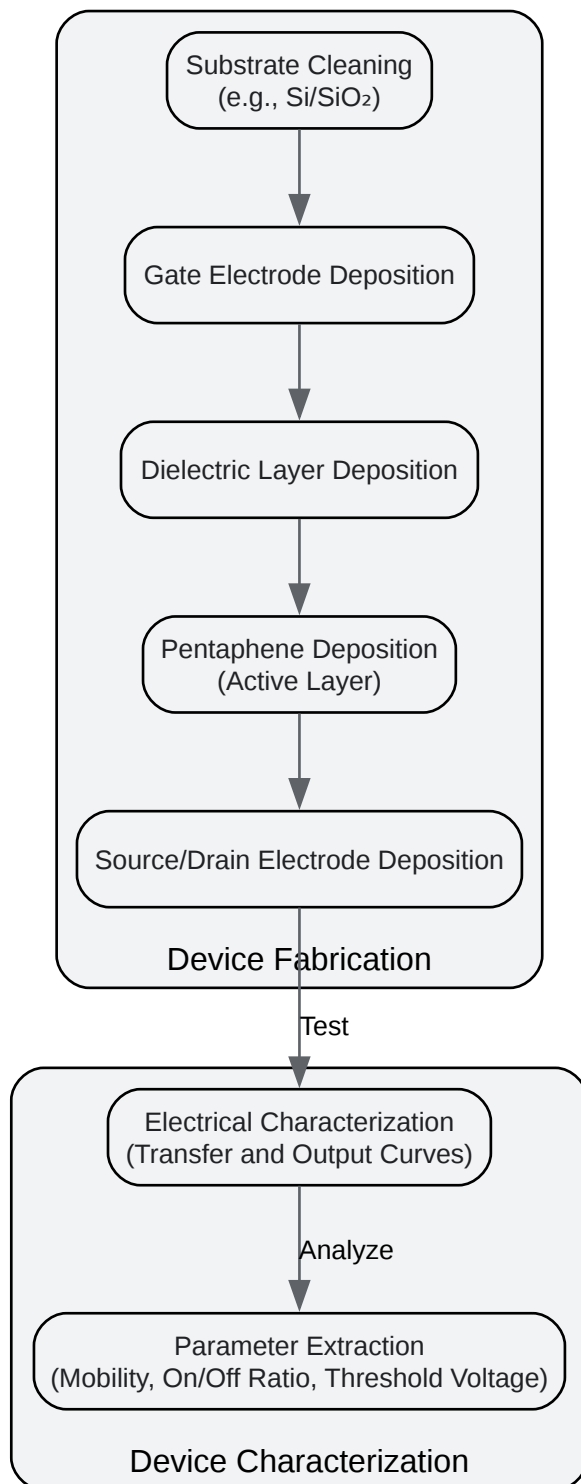 Substrate Cleaning
(e.g., Si/SiO₂)
Gate Electrode Deposition
Dielectric Layer Deposition
Pentaphene Deposition
(Active Layer)
Source/Drain Electrode Deposition
Device Fabrication
Test
Electrical Characterization
(Transfer and Output Curves)
Analyze
Parameter Extraction
(Mobility, On/Off Ratio, Threshold Voltage)
Device Characterization